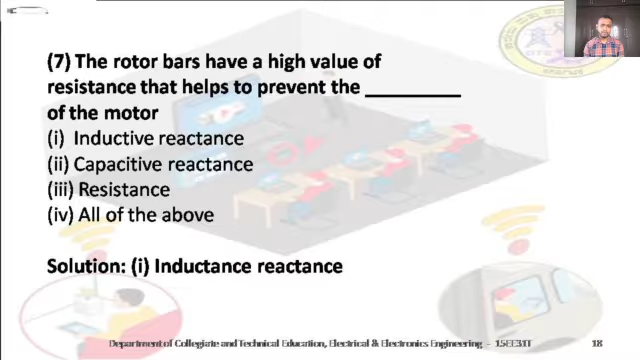 (7) The rotor bars have a high value of
resistance that helps to prevent the __________
of the motor
(i) Inductive reactance
(ii) Capacitive reactance
(iii) Resistance
(iv) All of the above
Solution: (i) Inductance reactance
Department of Collegiate and Technical Education, Electrical & Electronics Engineering - 15EE31T 18